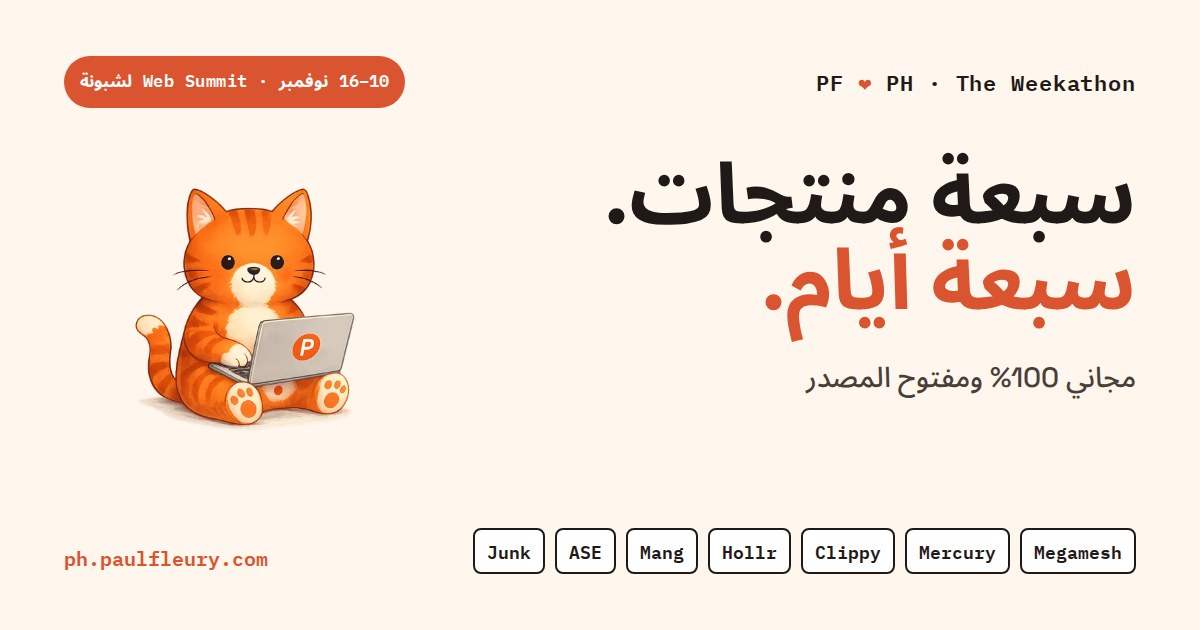 PF ❤ PH · The Weekathon
10–16 نوفمبر · Web Summit لشبونة
سبعة منتجات.
سبعة أيام.
مجاني 100% ومفتوح المصدر
P
Megamesh
Mercury
Clippy
Hollr
Mang
ASE
Junk
ph.paulfleury.com